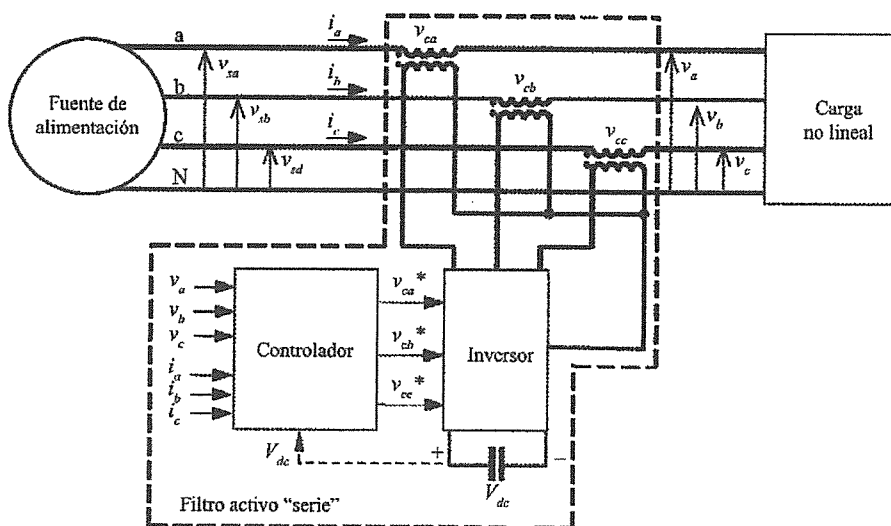 a
b
c
N
Fuente de
alimentación
i_a
i_b
i_c
v_sa
v_sb
v_sd
v_ca
v_cb
v_cc
v_a
v_b
v_c
Carga
no lineal
v_a
v_b
v_c
i_a
i_b
i_c
Controlador
v_ca*
v_cb*
v_cc*
Inversor
V_dc
+
−
V_dc
Filtro activo “serie”